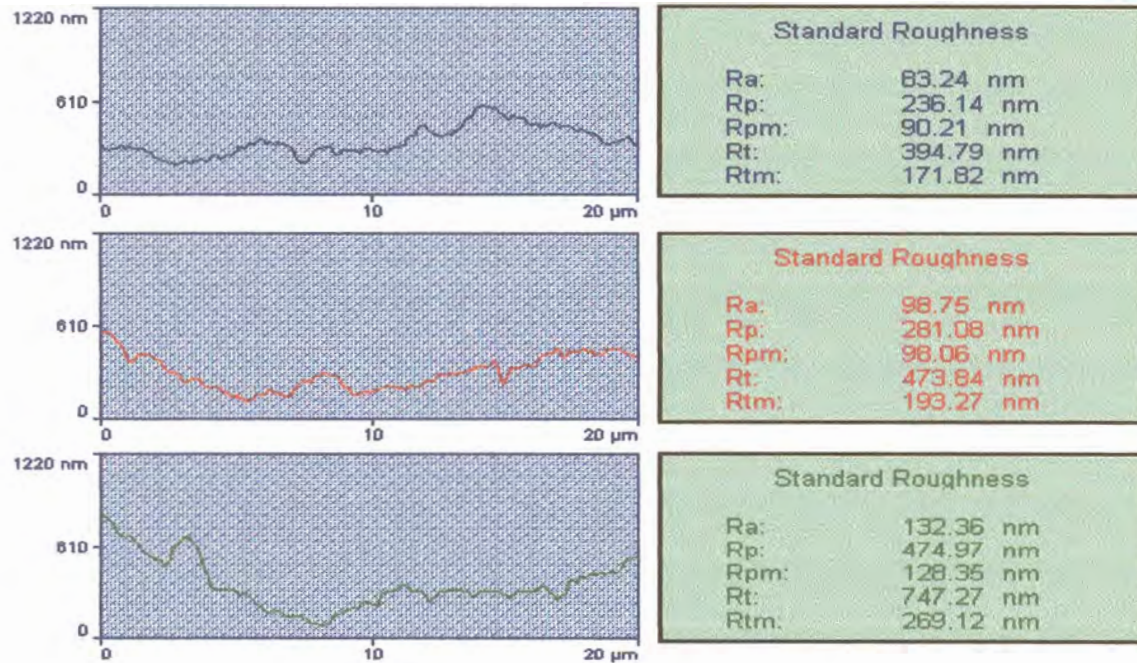 1220 nm
610
0
0 10 20 µm
Standard Roughness
Ra: 83.24 nm
Rp: 236.14 nm
Rpm: 90.21 nm
Rt: 394.79 nm
Rtm: 171.82 nm
1220 nm
610
0
0 10 20 µm
Standard Roughness
Ra: 98.75 nm
Rp: 281.08 nm
Rpm: 98.06 nm
Rt: 473.84 nm
Rtm: 193.27 nm
1220 nm
610
0
0 10 20 µm
Standard Roughness
Ra: 132.36 nm
Rp: 474.97 nm
Rpm: 128.35 nm
Rt: 747.27 nm
Rtm: 269.12 nm